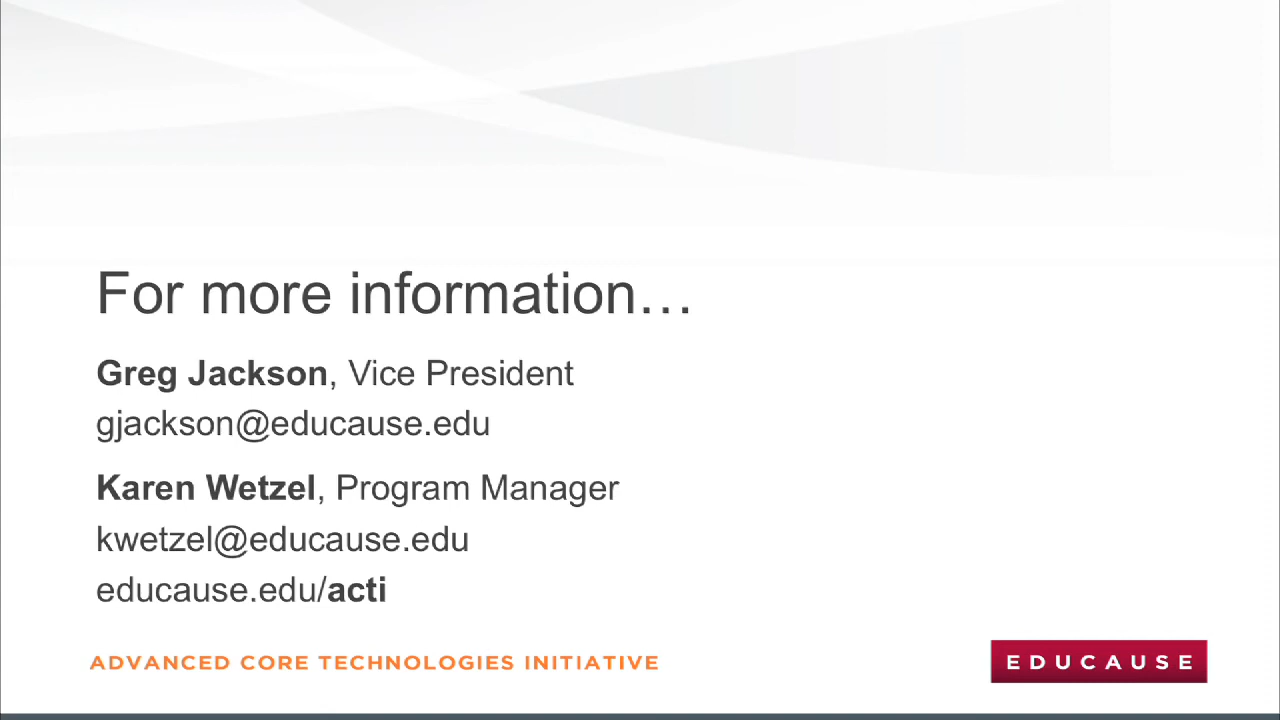 For more information…
Greg Jackson, Vice President
gjackson@educause.edu
Karen Wetzel, Program Manager
kwetzel@educause.edu
educause.edu/acti
ADVANCED CORE TECHNOLOGIES INITIATIVE
EDUCAUSE